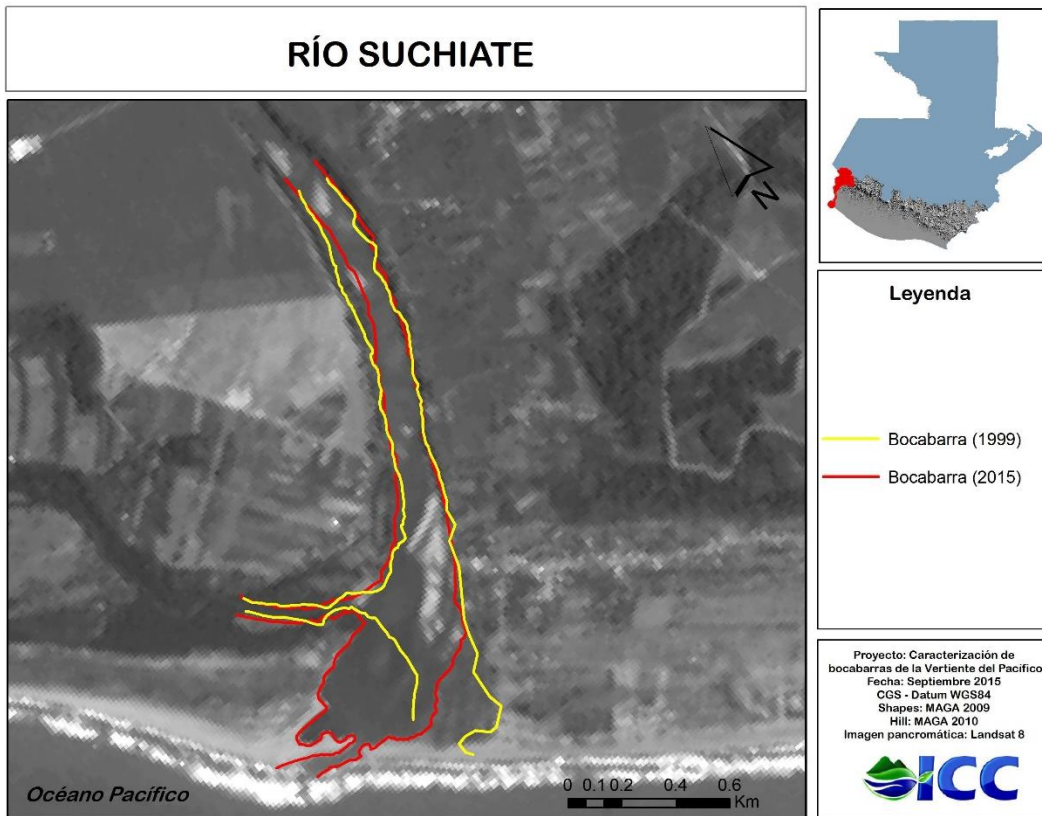 RÍO SUCHIATE
N
Océano Pacífico
0 0.1 0.2 0.4 0.6
Km
Leyenda
Bocabarra (1999)
Bocabarra (2015)
Proyecto: Caracterización de
bocabarras de la Vertiente del Pacífico
Fecha: Septiembre 2015
CGS - Datum WGS84
Shapes: MAGA 2009
Hill: MAGA 2010
Imagen pancromática: Landsat 8
ICC